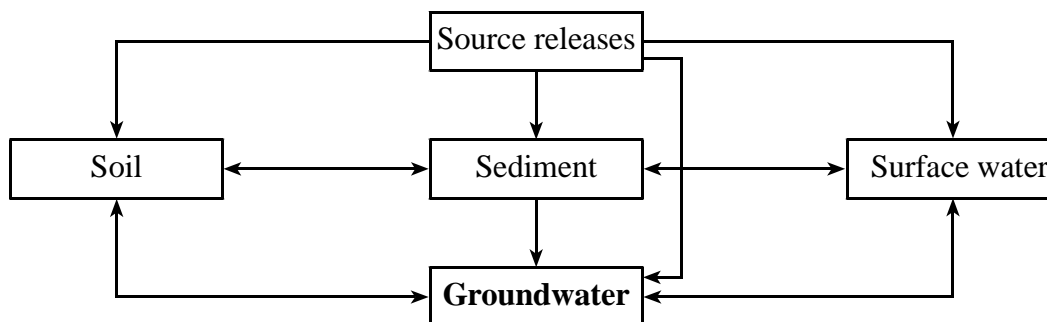 Source releases
Soil
Sediment
Surface water
Groundwater